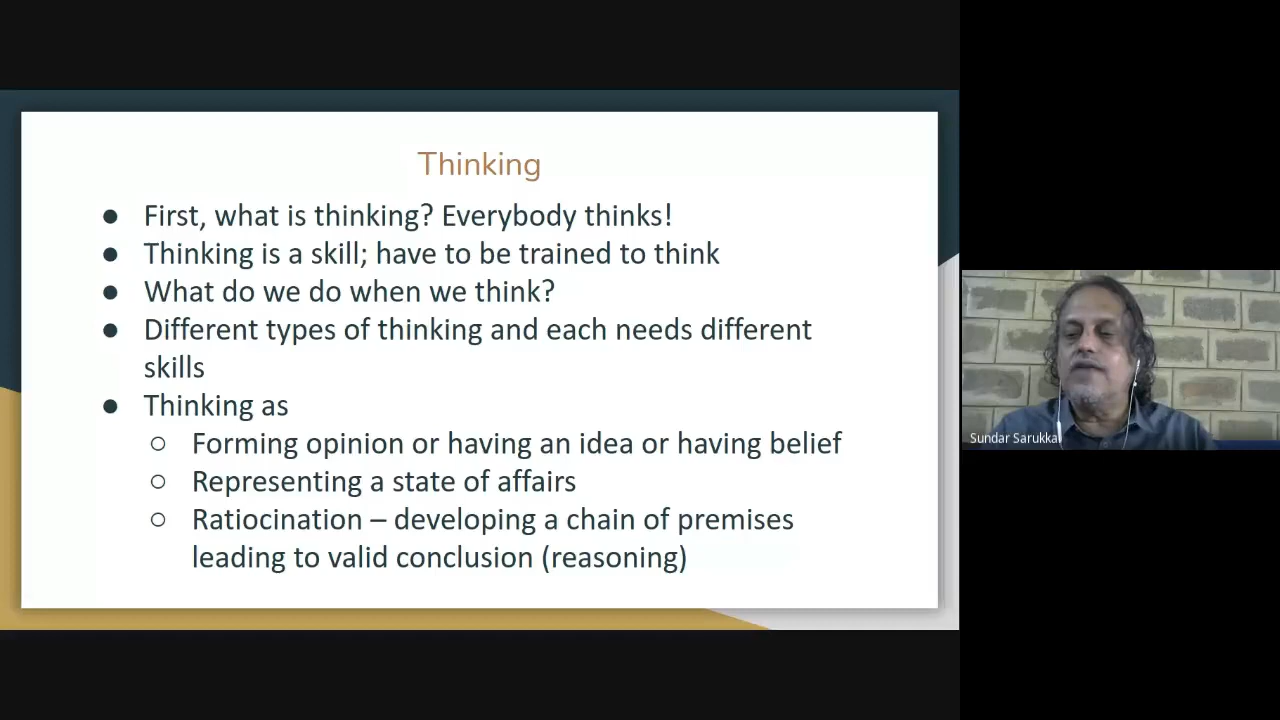 Thinking
● First, what is thinking? Everybody thinks!
● Thinking is a skill; have to be trained to think
● What do we do when we think?
● Different types of thinking and each needs different
skills
● Thinking as
○ Forming opinion or having an idea or having belief
○ Representing a state of affairs
○ Ratiocination – developing a chain of premises
leading to valid conclusion (reasoning)
Sundar Sarukkai